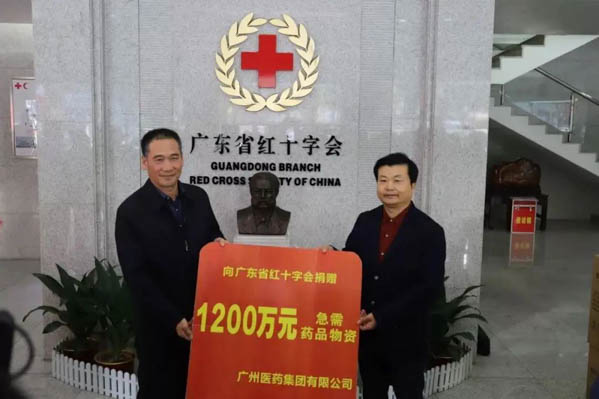 广东省红十字会
GUANGDONG BRANCH
RED CROSS S TY OF CHINA
向广东省红十字会捐赠
1200万元 急需
药品物资
广州医药集团有限公司